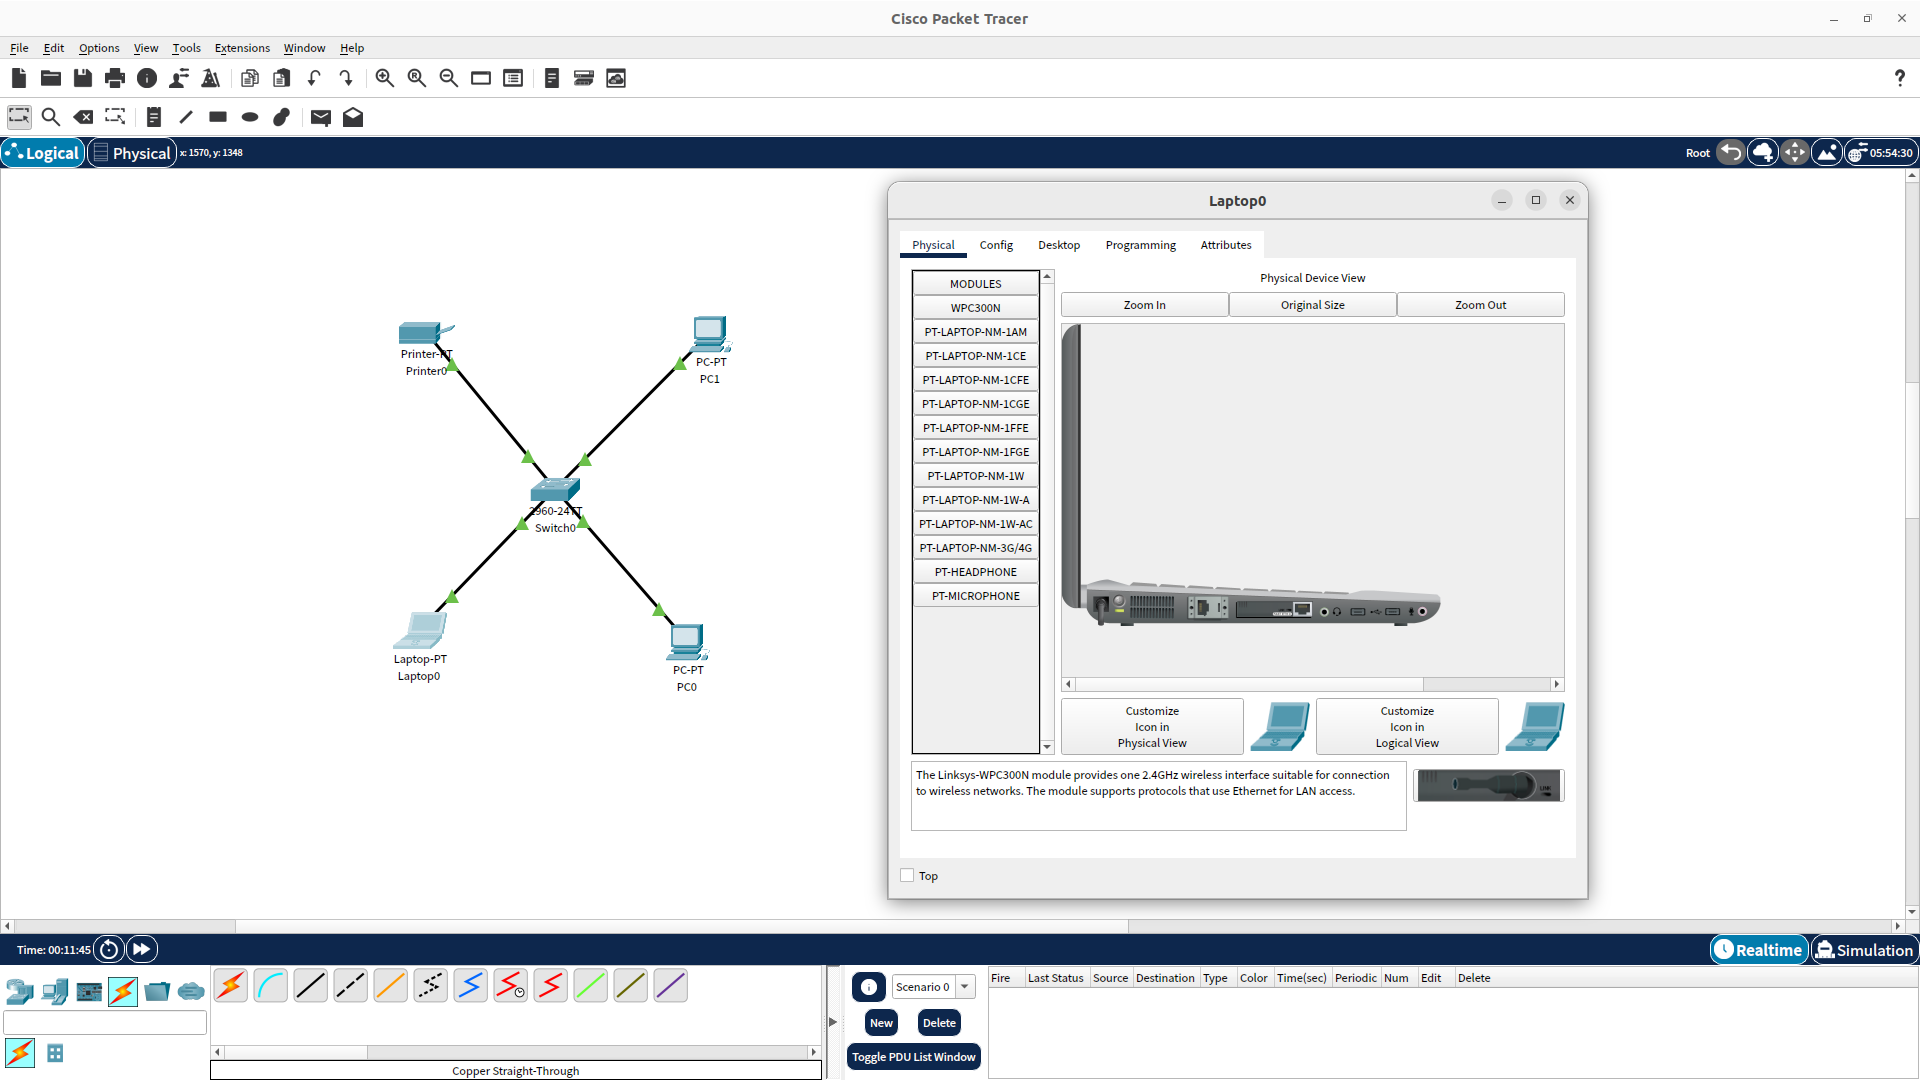 Cisco Packet Tracer
File Edit Options View Tools Extensions Window Help
Logical Physical x: 1570, y: 1348 Root 05:54:30
Printer-PT
Printer0
PC-PT
PC1
2960-24TT
Switch0
Laptop-PT
Laptop0
PC-PT
PC0
Laptop0
Physical Config Desktop Programming Attributes
MODULES
WPC300N
PT-LAPTOP-NM-1AM
PT-LAPTOP-NM-1CE
PT-LAPTOP-NM-1CFE
PT-LAPTOP-NM-1CGE
PT-LAPTOP-NM-1FFE
PT-LAPTOP-NM-1FGE
PT-LAPTOP-NM-1W
PT-LAPTOP-NM-1W-A
PT-LAPTOP-NM-1W-AC
PT-LAPTOP-NM-3G/4G
PT-HEADPHONE
PT-MICROPHONE
Physical Device View
Zoom In Original Size Zoom Out
Customize
Icon in
Physical View
Customize
Icon in
Logical View
The Linksys-WPC300N module provides one 2.4GHz wireless interface suitable for connection
to wireless networks. The module supports protocols that use Ethernet for LAN access.
LINK
Top
Time: 00:11:45 Realtime Simulation
Scenario 0
New Delete
Toggle PDU List Window
Fire Last Status Source Destination Type Color Time(sec) Periodic Num Edit Delete
Copper Straight-Through